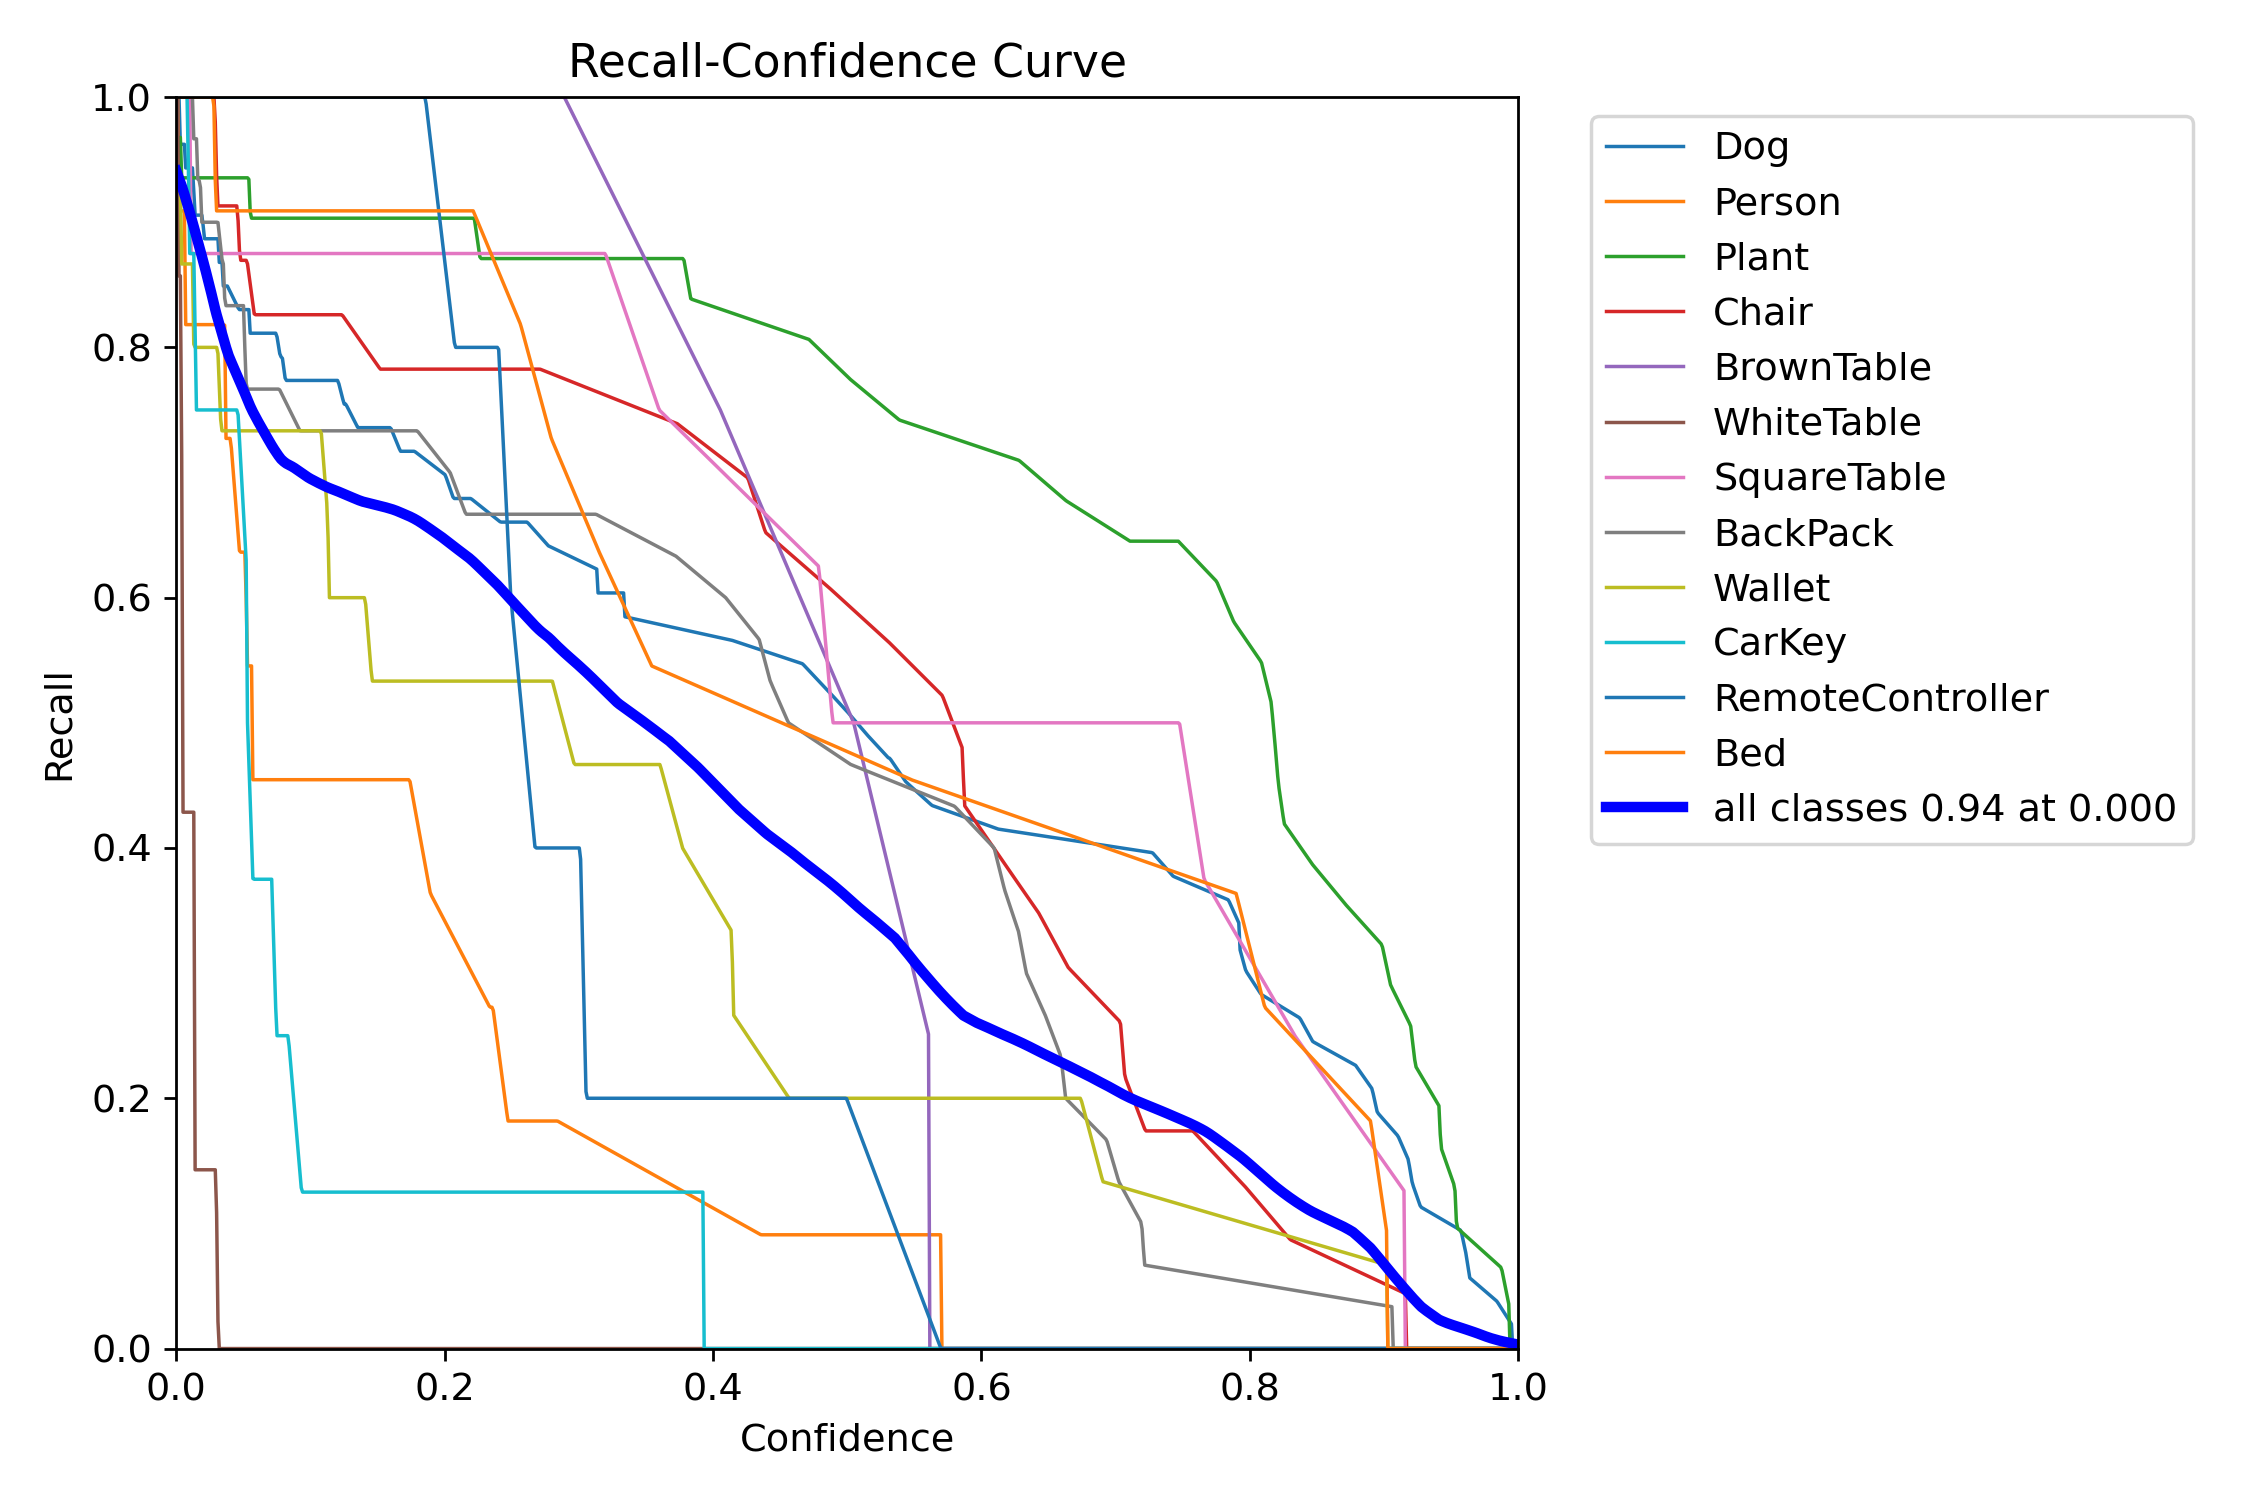 Recall-Confidence Curve
1.0
0.8
0.6
0.4
0.2
0.0
Recall
0.0 0.2 0.4 0.6 0.8 1.0
Confidence
Dog
Person
Plant
Chair
BrownTable
WhiteTable
SquareTable
BackPack
Wallet
CarKey
RemoteController
Bed
all classes 0.94 at 0.000